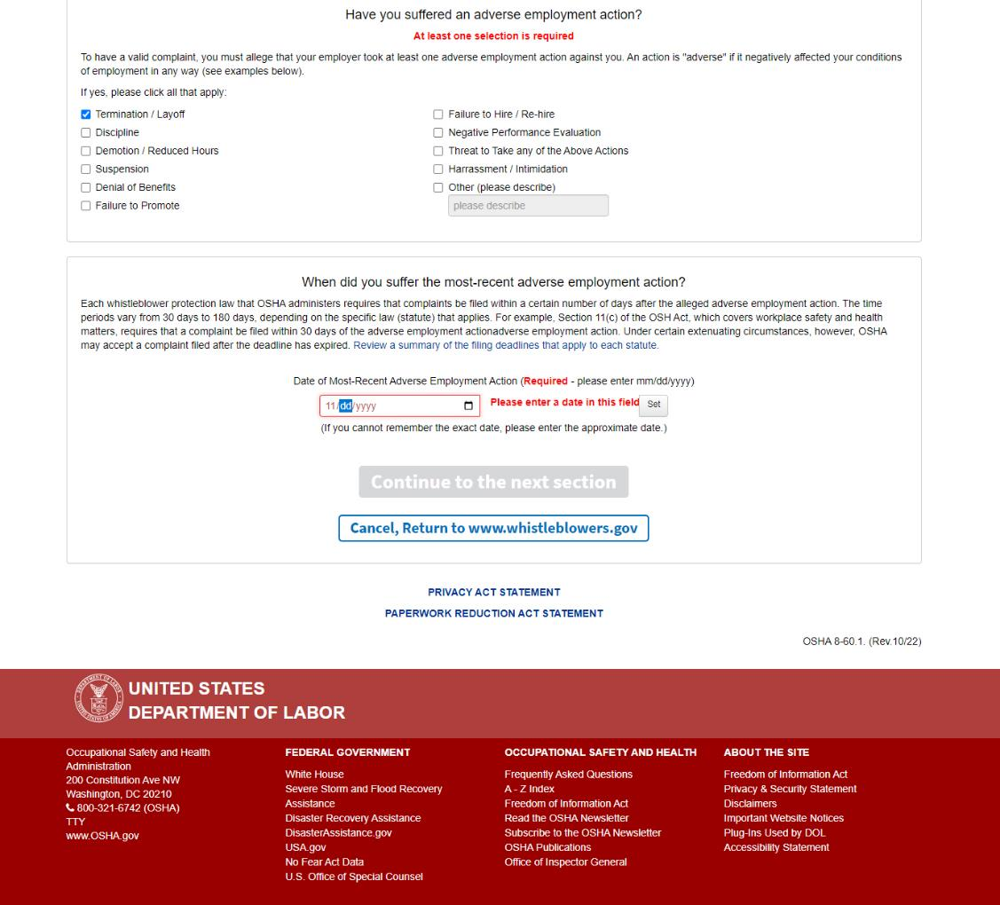 Have you suffered an adverse employment action?
At least one selection is required
To have a valid complaint, you must allege that your employer took at least one adverse employment action against you. An action is "adverse" if it negatively affected your conditions
of employment in any way (see examples below).
If yes, please click all that apply:
Termination / Layoff
Discipline
Demotion / Reduced Hours
Suspension
Denial of Benefits
Failure to Promote
Failure to Hire / Re-hire
Negative Performance Evaluation
Threat to Take any of the Above Actions
Harrassment / Intimidation
Other (please describe)
please describe
When did you suffer the most-recent adverse employment action?
Each whistleblower protection law that OSHA administers requires that complaints be filed within a certain number of days after the alleged adverse employment action. The time
periods vary from 30 days to 180 days, depending on the specific law (statute) that applies. For example, Section 11(c) of the OSH Act, which covers workplace safety and health
matters, requires that a complaint be filed within 30 days of the adverse employment actionadverse employment action. Under certain extenuating circumstances, however, OSHA
may accept a complaint filed after the deadline has expired. Review a summary of the filing deadlines that apply to each statute.
Date of Most-Recent Adverse Employment Action (Required - please enter mm/dd/yyyy)
11/dd/yyyy Please enter a date in this field Set
(If you cannot remember the exact date, please enter the approximate date.)
Continue to the next section
Cancel, Return to www.whistleblowers.gov
PRIVACY ACT STATEMENT
PAPERWORK REDUCTION ACT STATEMENT
OSHA 8-60.1. (Rev.10/22)
UNITED STATES
DEPARTMENT OF LABOR
Occupational Safety and Health
Administration
200 Constitution Ave NW
Washington, DC 20210
800-321-6742 (OSHA)
TTY
www.OSHA.gov
FEDERAL GOVERNMENT
White House
Severe Storm and Flood Recovery
Assistance
Disaster Recovery Assistance
DisasterAssistance.gov
USA.gov
No Fear Act Data
U.S. Office of Special Counsel
OCCUPATIONAL SAFETY AND HEALTH
Frequently Asked Questions
A - Z Index
Freedom of Information Act
Read the OSHA Newsletter
Subscribe to the OSHA Newsletter
OSHA Publications
Office of Inspector General
ABOUT THE SITE
Freedom of Information Act
Privacy & Security Statement
Disclaimers
Important Website Notices
Plug-Ins Used by DOL
Accessibility Statement